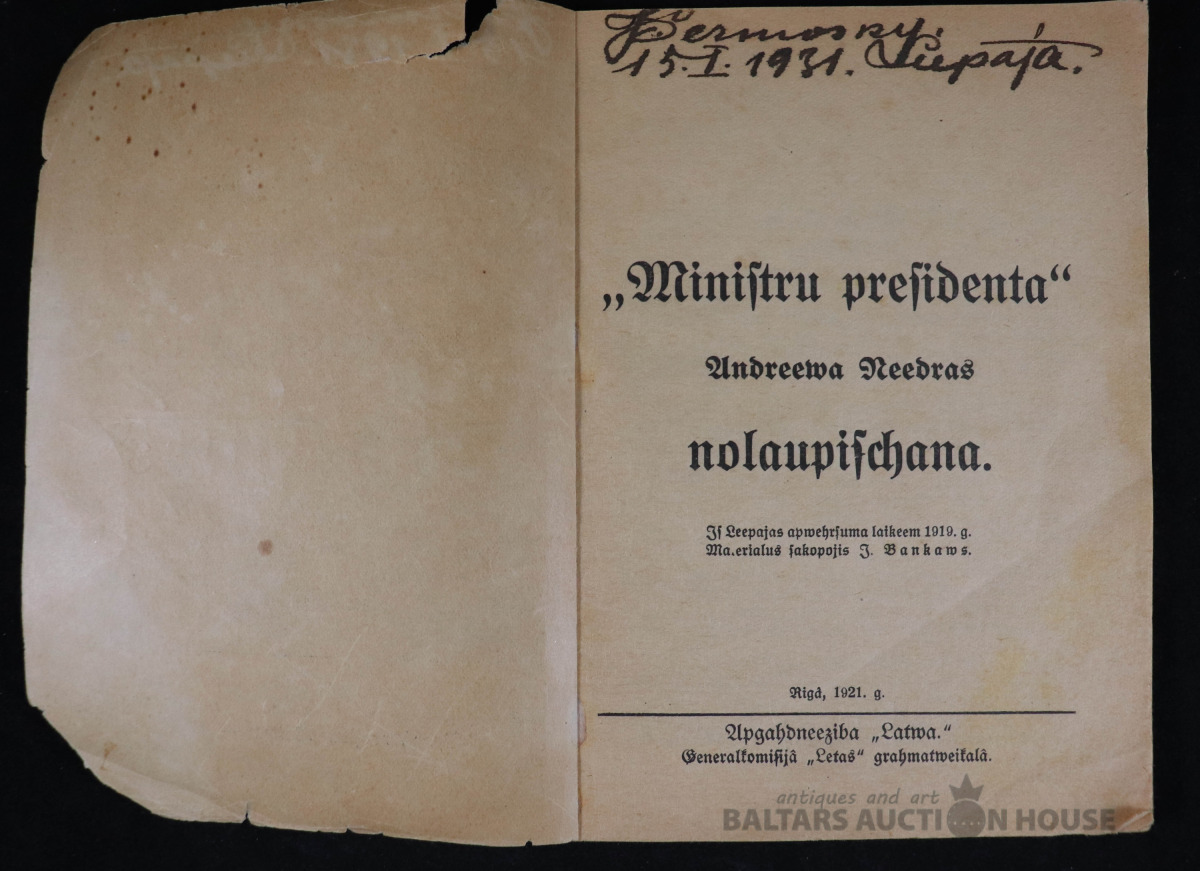 15. I. 1931. Liepaja.
„Miniſtru preſidenta“
Andreewa Needras
nolaupiſchana.
Iſ Leepajas apwehrſuma laikeem 1919. g.
Ma.erialus ſakopojis J. Bankaws.
Rigâ, 1921. g.
Apgahdneeziba „Latwa.“
Generalkomiſijâ „Letas“ grahmatweikalâ.
antiques and art
BALTARS AUCTION HOUSE